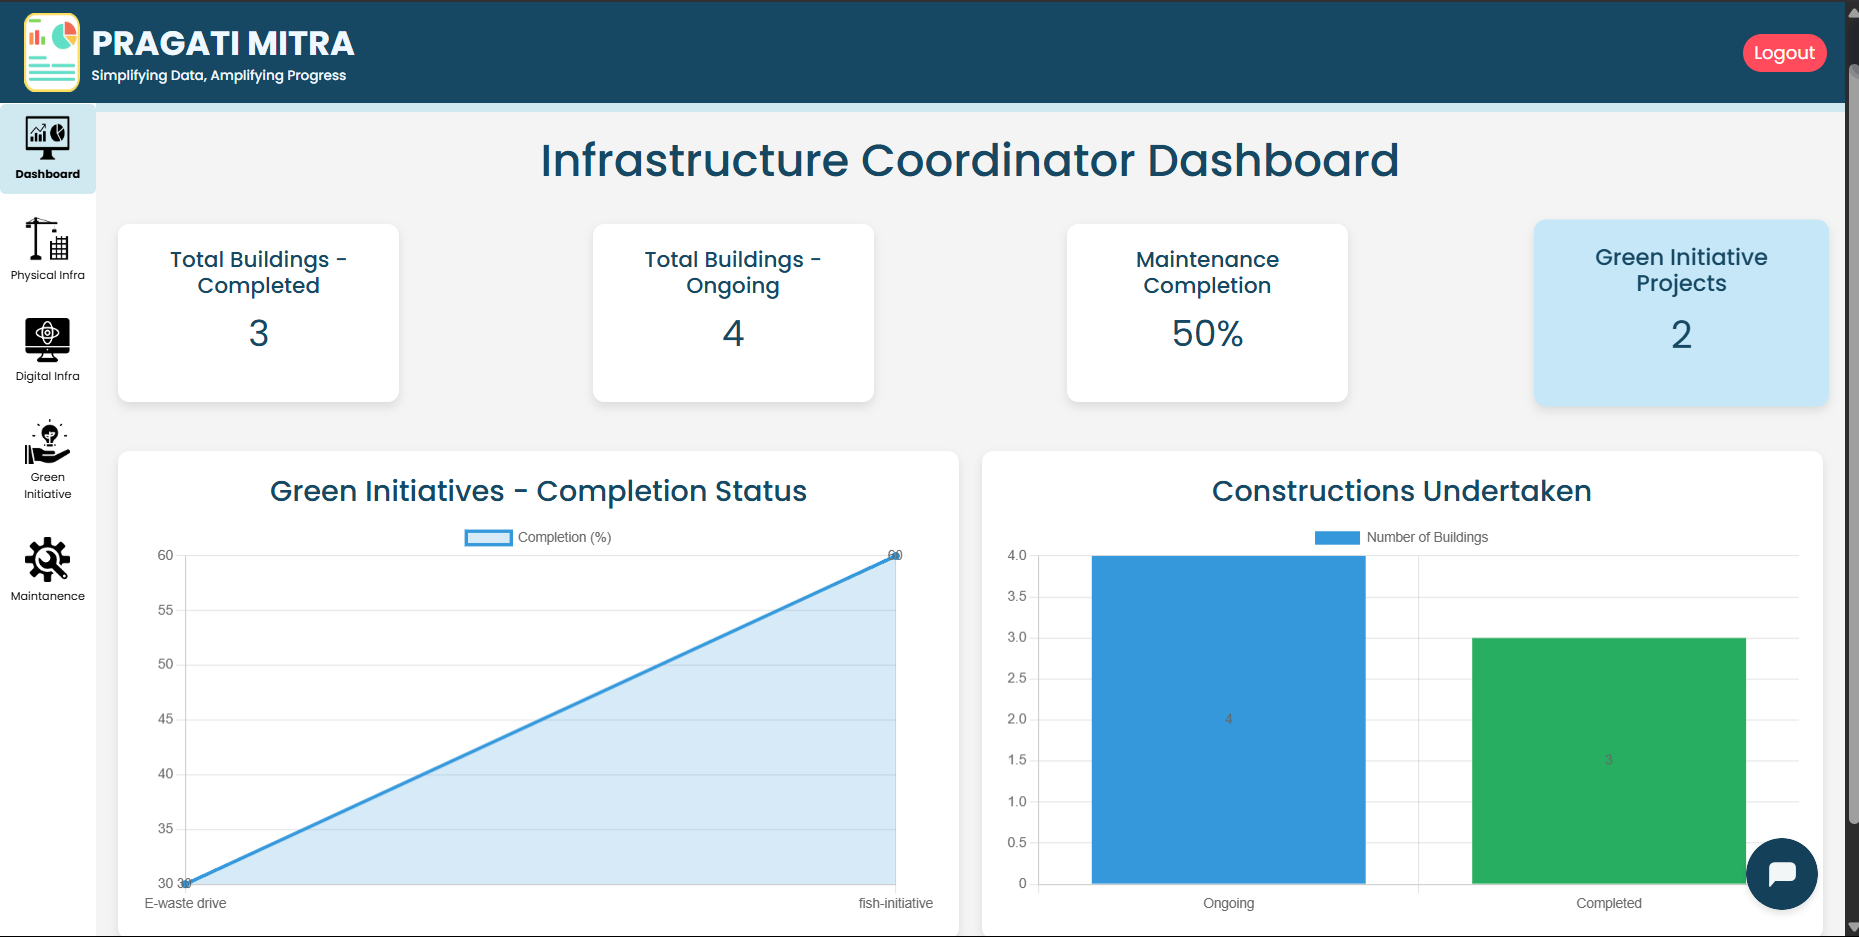 PRAGATI MITRA
Simplifying Data, Amplifying Progress
Logout
Dashboard
Physical Infra
Digital Infra
Green
Initiative
Maintanence
Infrastructure Coordinator Dashboard
Total Buildings -
Completed
3
Total Buildings -
Ongoing
4
Maintenance
Completion
50%
Green Initiative
Projects
2
Green Initiatives - Completion Status
Completion (%)
60
55
50
45
40
35
30
60
30
E-waste drive
fish-initiative
Constructions Undertaken
Number of Buildings
4.0
3.5
3.0
2.5
2.0
1.5
1.0
0.5
0
4
3
Ongoing
Completed